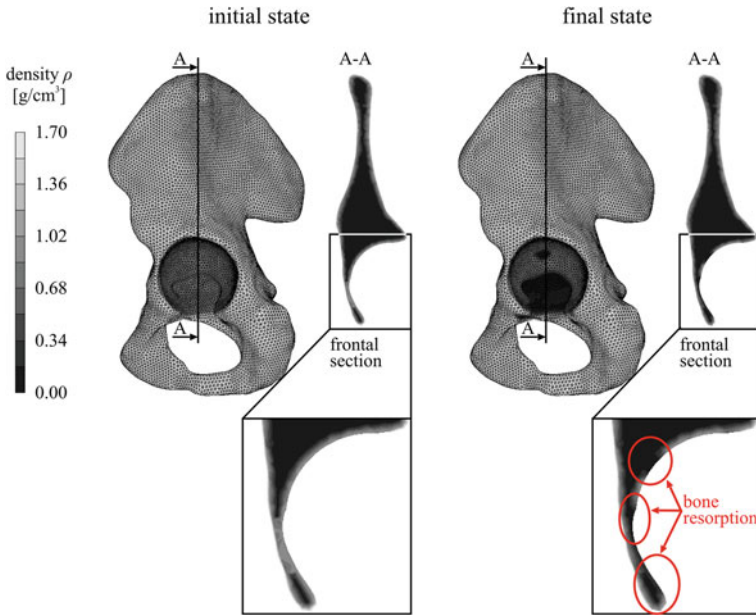 initial state
final state
A
A-A
A
A-A
density ρ
[g/cm³]
1.70
1.36
1.02
0.68
0.34
0.00
A
A
frontal
section
frontal
section
bone
resorption